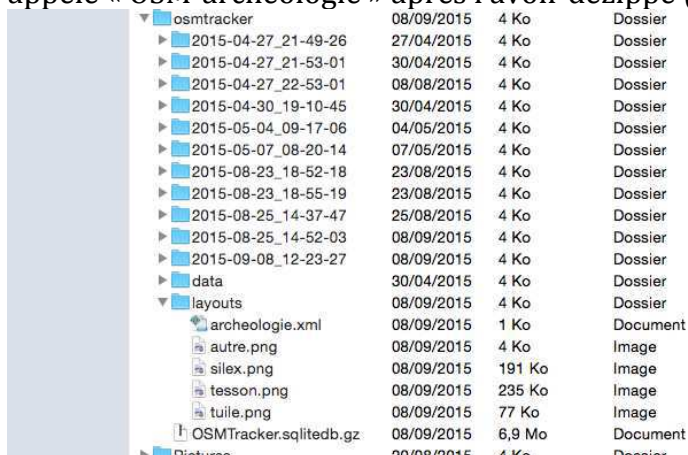 appelé « OSM-archéologie » après l'avoir dézippé (
osmtracker 08/09/2015 4 Ko Dossier
2015-04-27_21-49-26 27/04/2015 4 Ko Dossier
2015-04-27_21-53-01 30/04/2015 4 Ko Dossier
2015-04-27_22-53-01 08/08/2015 4 Ko Dossier
2015-04-30_19-10-45 30/04/2015 4 Ko Dossier
2015-05-04_09-17-06 04/05/2015 4 Ko Dossier
2015-05-07_08-20-14 07/05/2015 4 Ko Dossier
2015-08-23_18-52-18 23/08/2015 4 Ko Dossier
2015-08-23_18-55-19 23/08/2015 4 Ko Dossier
2015-08-25_14-37-47 25/08/2015 4 Ko Dossier
2015-08-25_14-52-03 08/09/2015 4 Ko Dossier
2015-09-08_12-23-27 08/09/2015 4 Ko Dossier
data 30/04/2015 4 Ko Dossier
layouts 08/09/2015 4 Ko Dossier
archeologie.xml 08/09/2015 1 Ko Document
autre.png 08/09/2015 4 Ko Image
silex.png 08/09/2015 191 Ko Image
tesson.png 08/09/2015 235 Ko Image
tuile.png 08/09/2015 77 Ko Image
OSMTracker.sqlitedb.gz 08/09/2015 6,9 Mo Document
Pictures 4 Ko Dossier